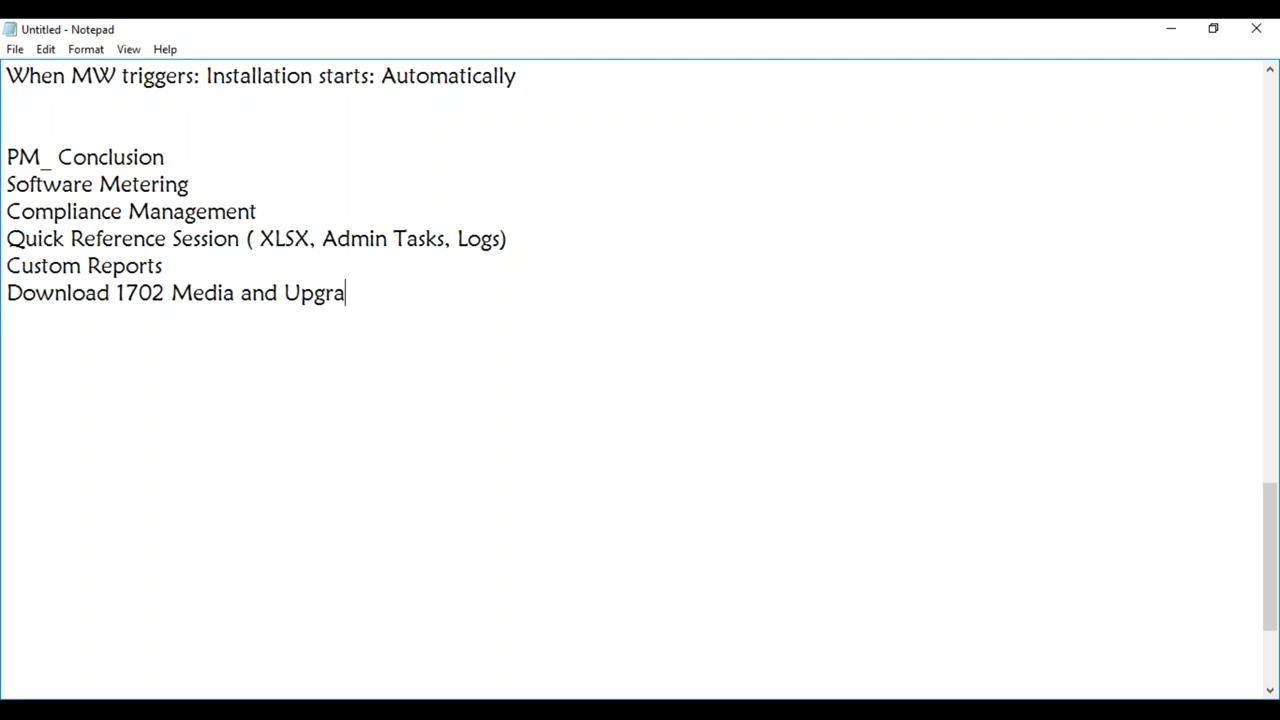 Untitled - Notepad
File Edit Format View Help
When MW triggers: Installation starts: Automatically
PM_ Conclusion
Software Metering
Compliance Management
Quick Reference Session ( XLSX, Admin Tasks, Logs)
Custom Reports
Download 1702 Media and Upgra